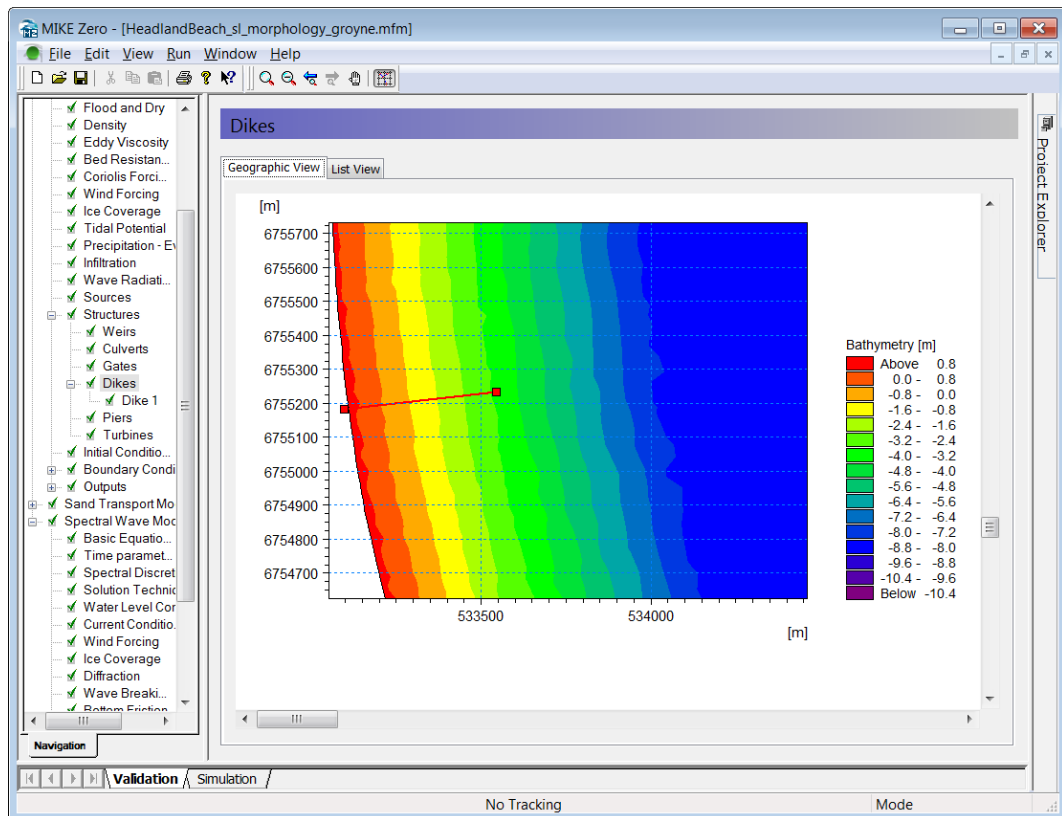 MIKE Zero - [HeadlandBeach_sl_morphology_groyne.mfm]
File Edit View Run Window Help
Flood and Dry
Density
Eddy Viscosity
Bed Resistan...
Coriolis Forci...
Wind Forcing
Ice Coverage
Tidal Potential
Precipitation - Ev
Infiltration
Wave Radiati...
Sources
Structures
Weirs
Culverts
Gates
Dikes
Dike 1
Piers
Turbines
Initial Conditio...
Boundary Condi
Outputs
Sand Transport Mo
Spectral Wave Mod
Basic Equatio...
Time paramet...
Spectral Discret
Solution Techniq
Water Level Con
Current Conditio.
Wind Forcing
Ice Coverage
Diffraction
Wave Breaki...
Bottom Friction
Navigation
Dikes
Geographic View List View
[m]
6755700
6755600
6755500
6755400
6755300
6755200
6755100
6755000
6754900
6754800
6754700
533500 534000
[m]
Bathymetry [m]
Above 0.8
0.0 - 0.8
-0.8 - 0.0
-1.6 - -0.8
-2.4 - -1.6
-3.2 - -2.4
-4.0 - -3.2
-4.8 - -4.0
-5.6 - -4.8
-6.4 - -5.6
-7.2 - -6.4
-8.0 - -7.2
-8.8 - -8.0
-9.6 - -8.8
-10.4 - -9.6
Below -10.4
Project Explorer
Validation Simulation
No Tracking Mode